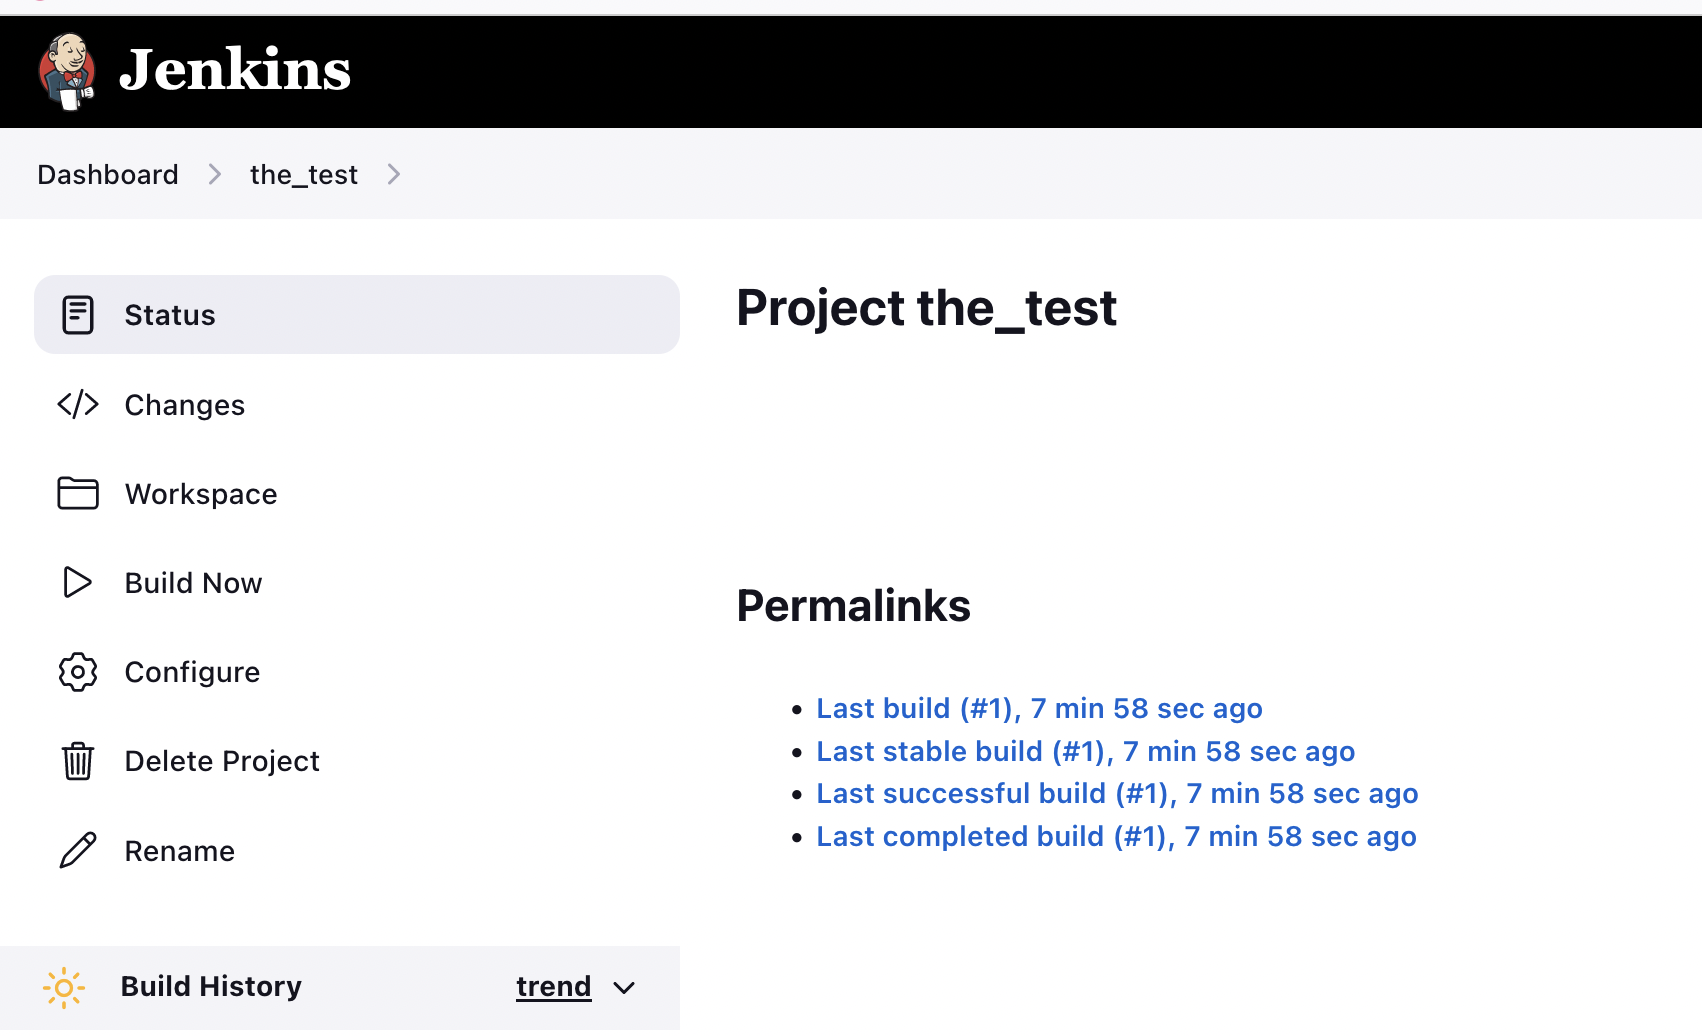 Jenkins
Dashboard
the_test
Status
Changes
Workspace
Build Now
Configure
Delete Project
Rename
Build History
trend
Project the_test
Permalinks
Last build (#1), 7 min 58 sec ago
Last stable build (#1), 7 min 58 sec ago
Last successful build (#1), 7 min 58 sec ago
Last completed build (#1), 7 min 58 sec ago